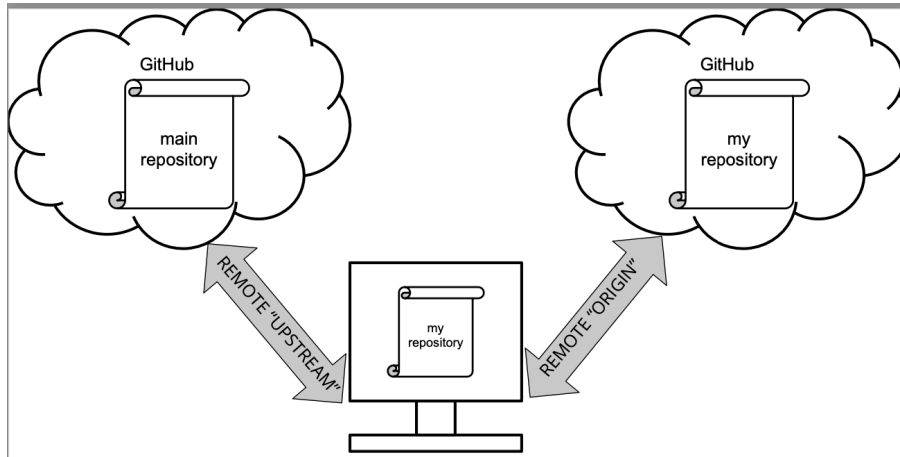 GitHub
main
repository
GitHub
my
repository
REMOTE “UPSTREAM”
my
repository
REMOTE “ORIGIN”